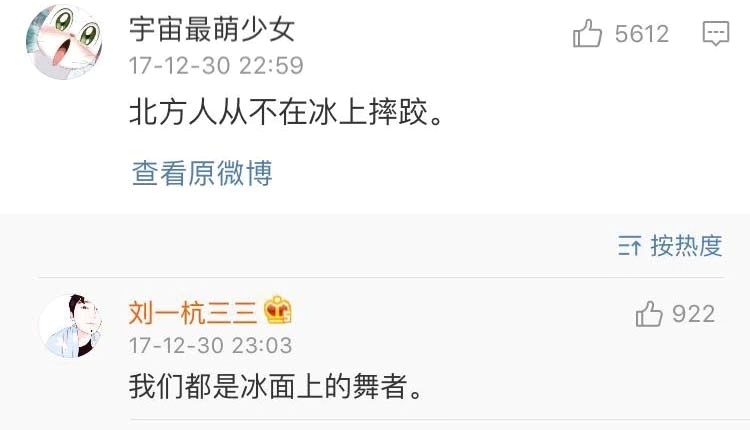 宇宙最萌少女
5612
17-12-30 22:59
北方人从不在冰上摔跤。
查看原微博
按热度
刘一杭三三
922
17-12-30 23:03
我们都是冰面上的舞者。